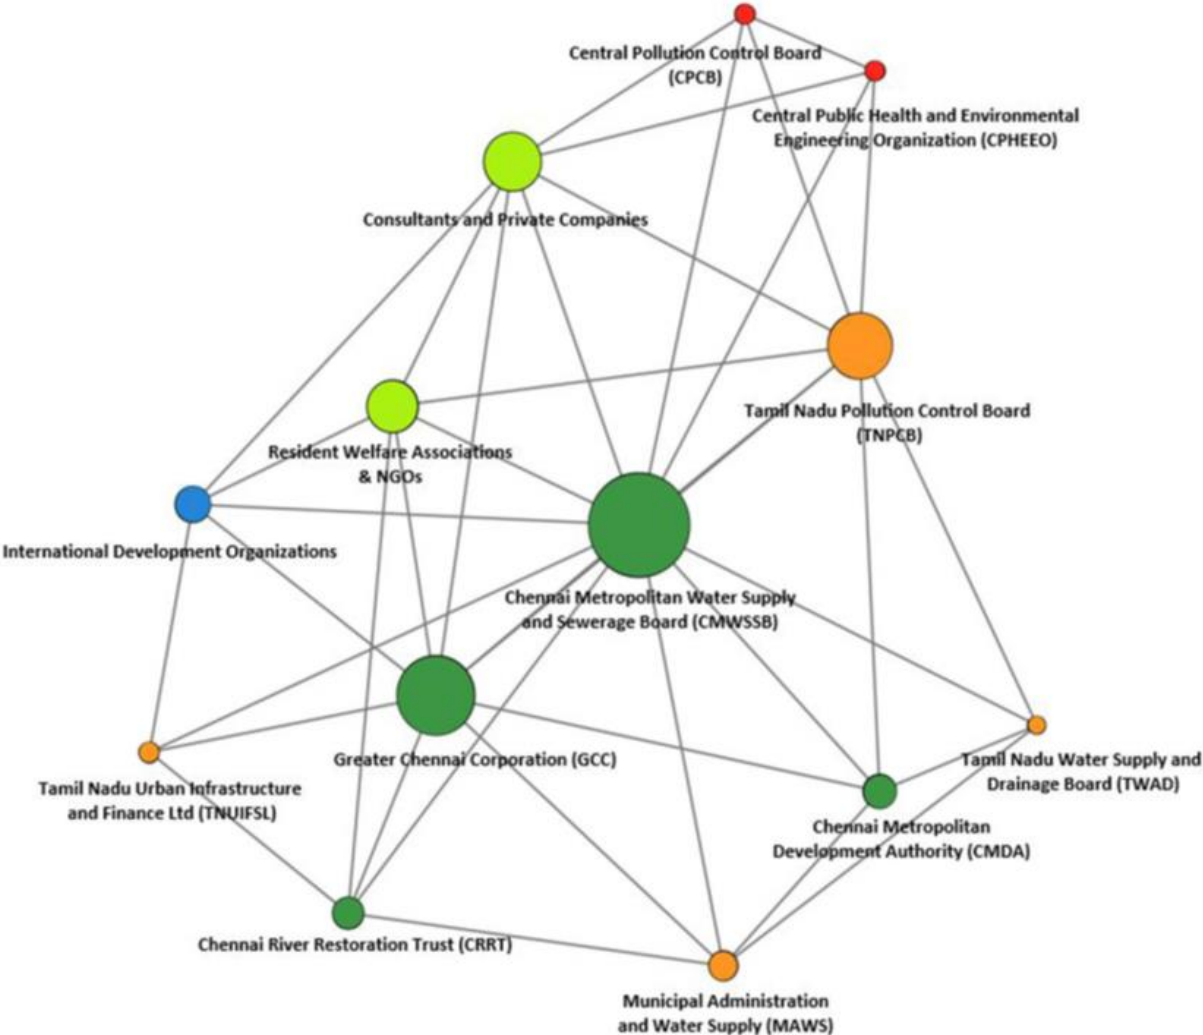 Central Pollution Control Board
(CPCB)
Central Public Health and Environmental
Engineering Organization (CPHEEO)
Consultants and Private Companies
Tamil Nadu Pollution Control Board
(TNPCB)
Resident Welfare Associations
& NGOs
International Development Organizations
Chennai Metropolitan Water Supply
and Sewerage Board (CMWSSB)
Greater Chennai Corporation (GCC)
Tamil Nadu Water Supply and
Drainage Board (TWAD)
Tamil Nadu Urban Infrastructure
and Finance Ltd (TNUIFSL)
Chennai Metropolitan
Development Authority (CMDA)
Chennai River Restoration Trust (CRRT)
Municipal Administration
and Water Supply (MAWS)